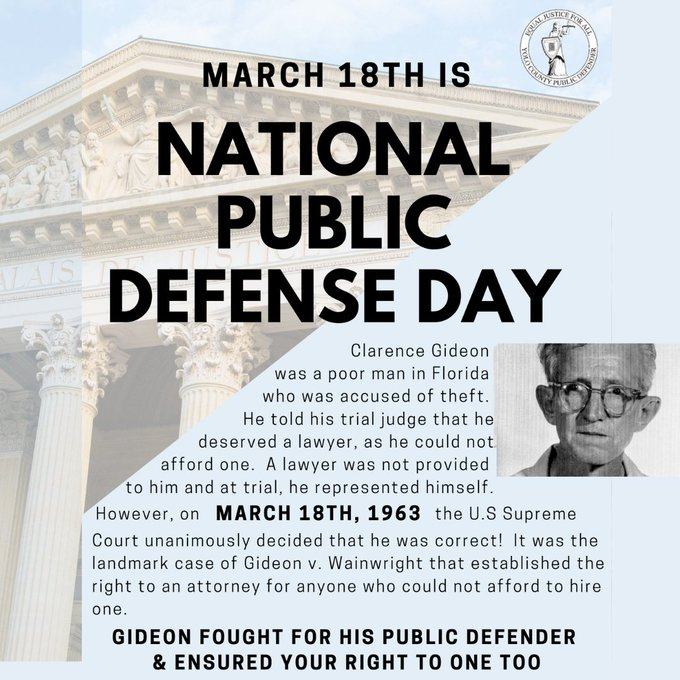 EQUAL JUSTICE FOR ALL
YOLO COUNTY PUBLIC DEFENDER
MARCH 18TH IS
NATIONAL
PUBLIC
DEFENSE DAY
ALAIS DE JUSTICE
Clarence Gideon
was a poor man in Florida
who was accused of theft.
He told his trial judge that he
deserved a lawyer, as he could not
afford one. A lawyer was not provided
to him and at trial, he represented himself.
However, on MARCH 18TH, 1963 the U.S Supreme
Court unanimously decided that he was correct! It was the
landmark case of Gideon v. Wainwright that established the
right to an attorney for anyone who could not afford to hire
one.
GIDEON FOUGHT FOR HIS PUBLIC DEFENDER
& ENSURED YOUR RIGHT TO ONE TOO